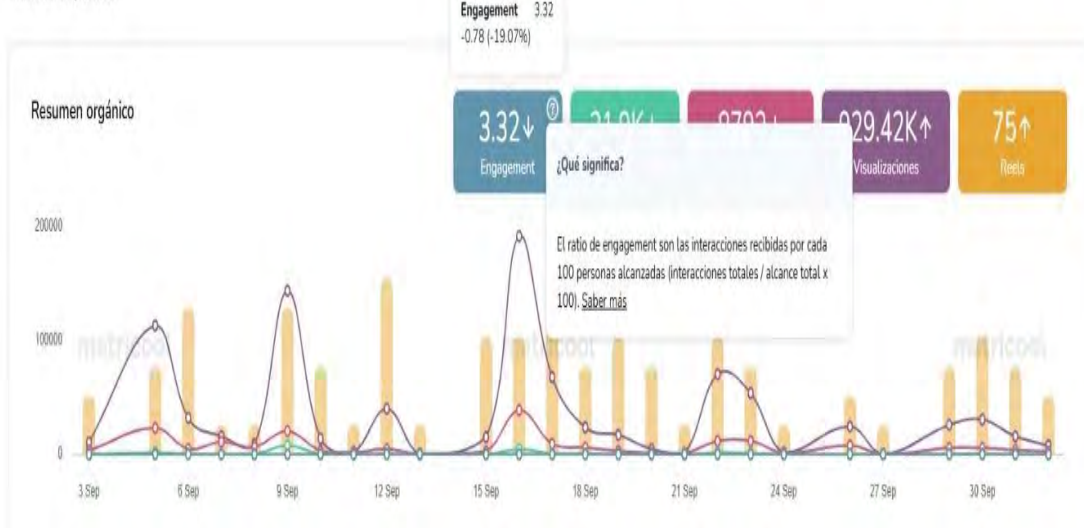 Engagement 3.32
-0.78 (-19.07%)
Resumen orgánico
3.32↓
Engagement
¿Qué significa?
El ratio de engagement son las interacciones recibidas por cada
100 personas alcanzadas (interacciones totales / alcance total x
100). Saber más
29.42K↑
Visualizaciones
75↑
Reels
200000
100000
0
metricool
metricool
3 Sep 6 Sep 9 Sep 12 Sep 15 Sep 18 Sep 21 Sep 24 Sep 27 Sep 30 Sep